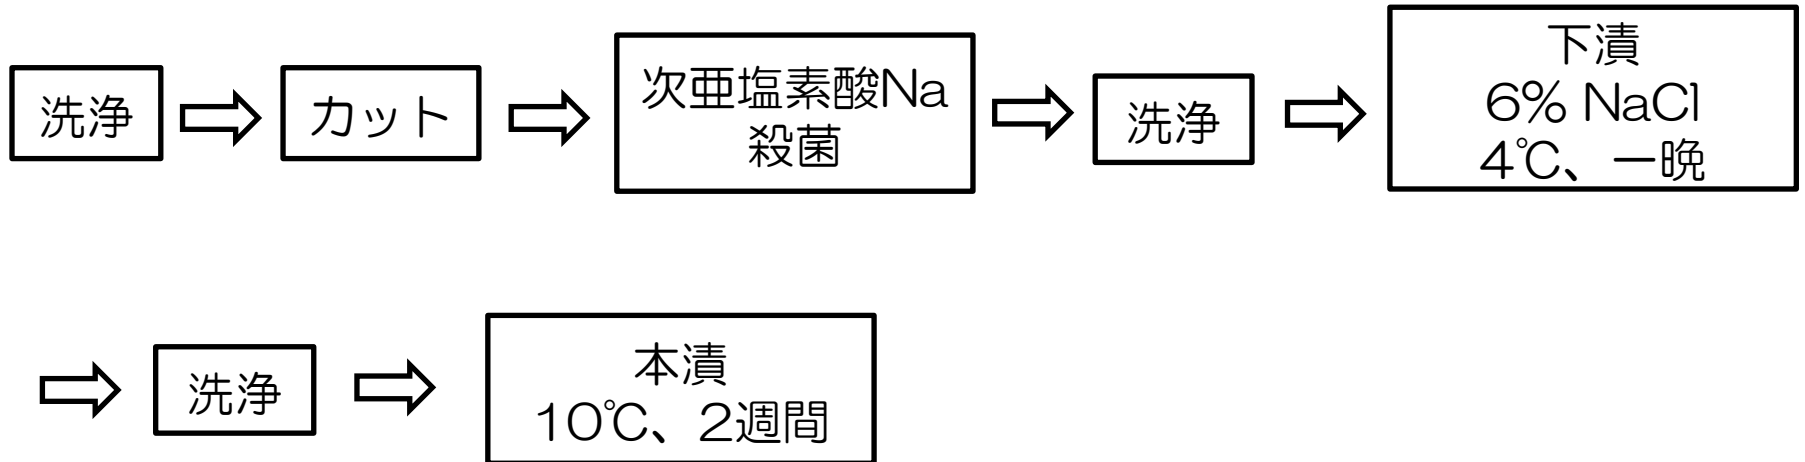 洗浄
カット
次亜塩素酸Na
殺菌
洗浄
下漬
6% NaCl
4℃、一晩
洗浄
本漬
10℃、2週間